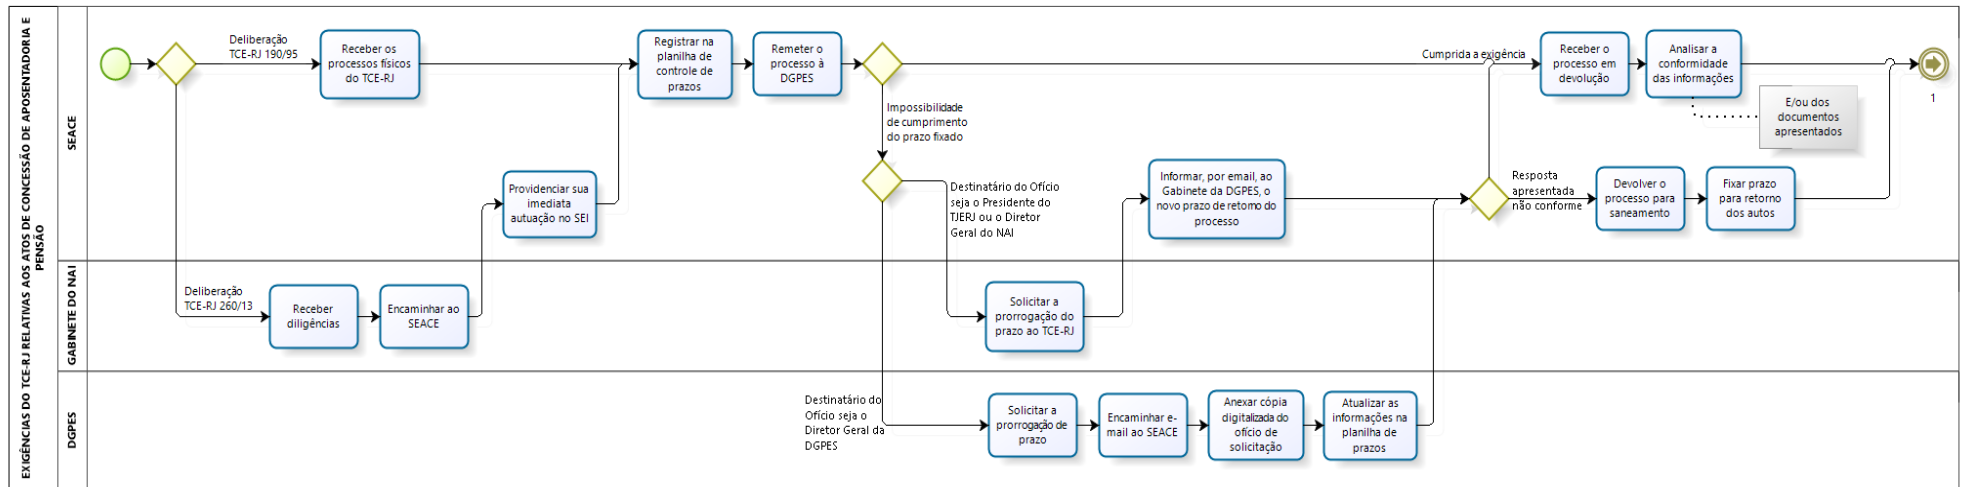 EXIGÊNCIAS DO TCE-RJ RELATIVAS AOS ATOS DE CONCESSÃO DE APOSENTADORIA E
PENSÃO
SEACE
Deliberação
TCE-RJ 190/95
Receber os
processos físicos
do TCE-RJ
Registrar na
planilha de
controle de
prazos
Remeter o
processo à
DGPES
Cumprida a exigência
Receber o
processo em
devolução
Analisar a
conformidade
das informações
1
E/ou dos
documentos
apresentados
Impossibilidade
de cumprimento
do prazo fixado
Providenciar sua
imediata
autuação no SEI
Destinatário do Ofício
seja o Presidente do
TJERJ ou o Diretor
Geral do NAI
Informar, por email, ao
Gabinete da DGPES, o
novo prazo de retorno do
processo
Resposta
apresentada
não conforme
Devolver o
processo para
saneamento
Fixar prazo
para retorno
dos autos
GABINETE DO NAI
Deliberação
TCE-RJ 260/13
Receber
diligências
Encaminhar ao
SEACE
Solicitar a
prorrogação do
prazo ao TCE-RJ
DGPES
Destinatário do
Ofício seja o
Diretor Geral da
DGPES
Solicitar a
prorrogação de
prazo
Encaminhar e-
mail ao SEACE
Anexar cópia
digitalizada do
ofício de
solicitação
Atualizar as
informações na
planilha de
prazos